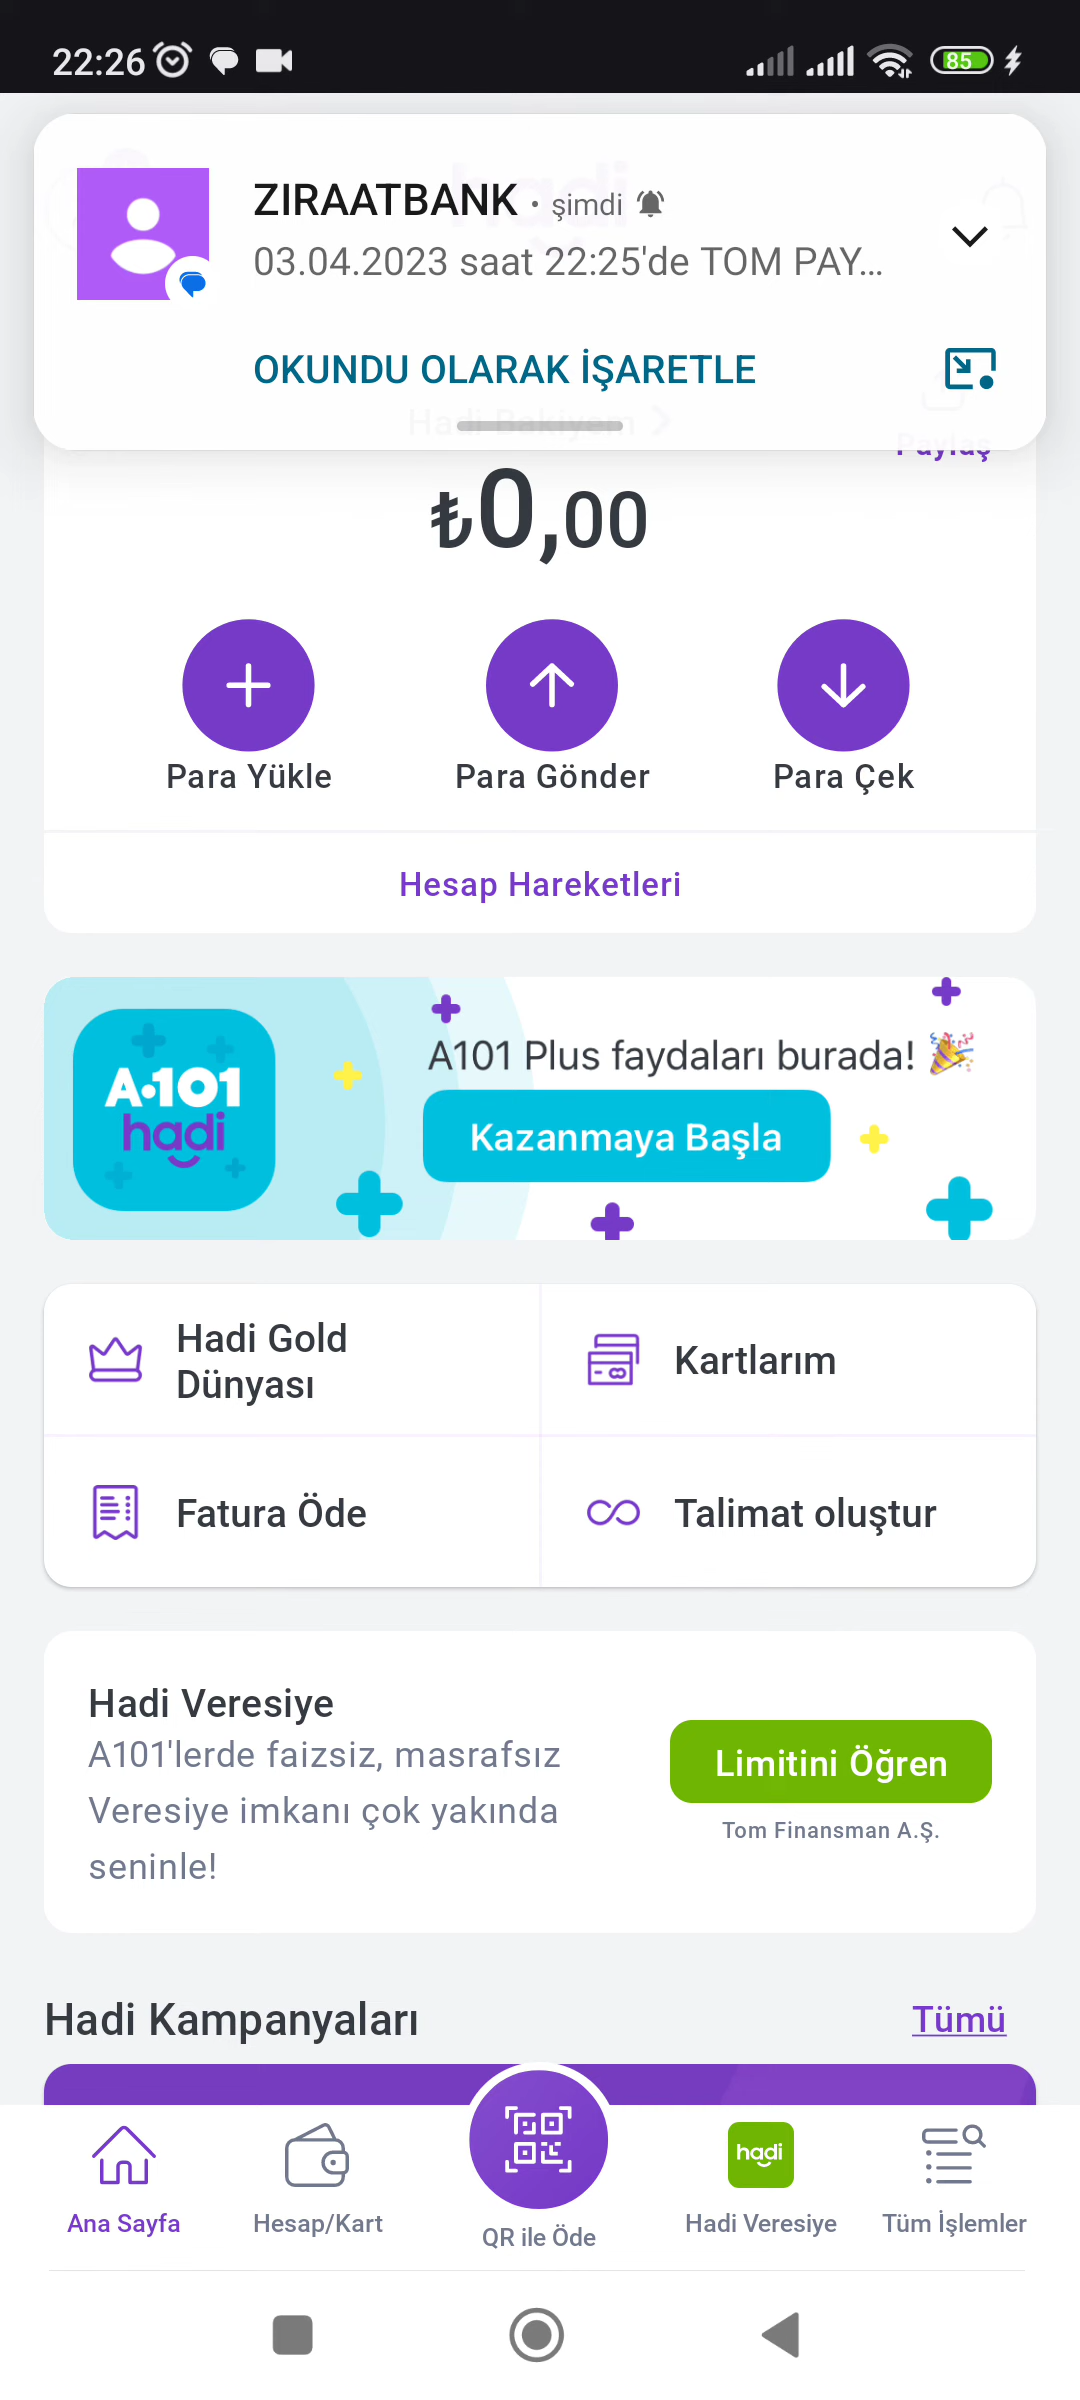 22:26
85
ZIRAATBANK • şimdi
03.04.2023 saat 22:25'de TOM PAY...
OKUNDU OLARAK İŞARETLE
hadi
Hadi Bakiyem
Paylaş
₺0,00
Para Yükle
Para Gönder
Para Çek
Hesap Hareketleri
A101
hadi
A101 Plus faydaları burada! 🎉
Kazanmaya Başla
Hadi Gold
Dünyası
Kartlarım
Fatura Öde
Talimat oluştur
Hadi Veresiye
A101'lerde faizsiz, masrafsız
Veresiye imkanı çok yakında
seninle!
Limitini Öğren
Tom Finansman A.Ş.
Hadi Kampanyaları
Tümü
hadi
Ana Sayfa
Hesap/Kart
QR ile Öde
Hadi Veresiye
Tüm İşlemler